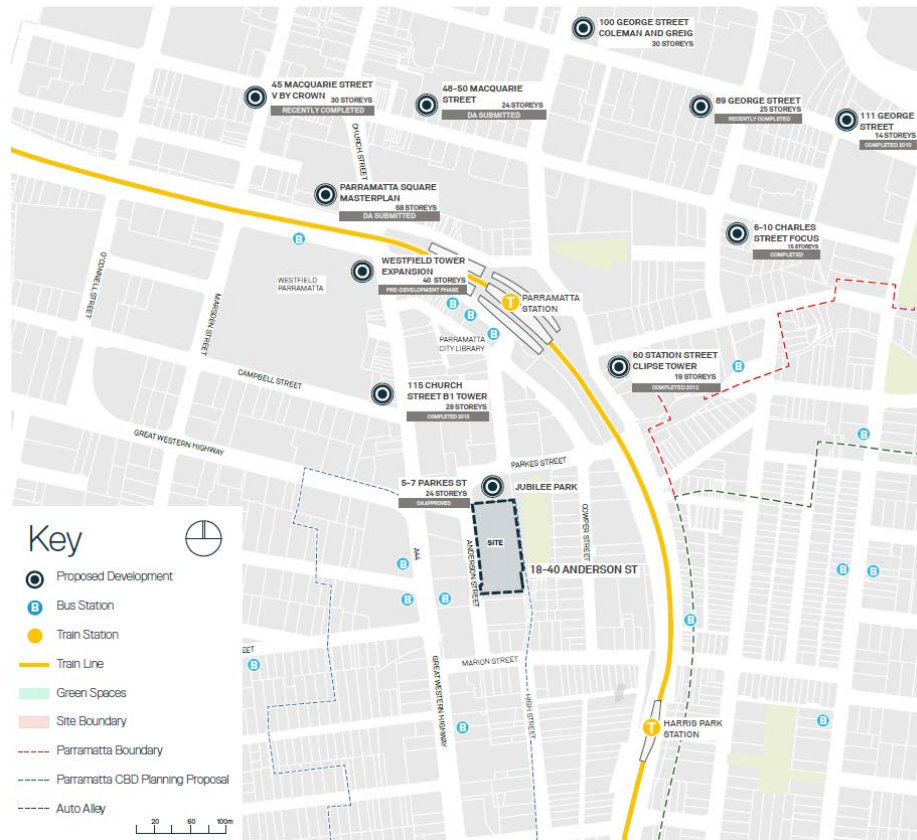 100 GEORGE STREET
COLEMAN AND GREIG
30 STOREYS
45 MACQUARIE STREET
V BY CROWN
30 STOREYS
RECENTLY COMPLETED
48-50 MACQUARIE
STREET
24 STOREYS
DA SUBMITTED
89 GEORGE STREET
25 STOREYS
RECENTLY COMPLETED
111 GEORGE
STREET
14 STOREYS
COMPLETED 2010
CHURCH STREET
PARRAMATTA SQUARE
MASTERPLAN
68 STOREYS
DA SUBMITTED
6-10 CHARLES
STREET FOCUS
COMPLETED
B
O'CONNELL STREET
WESTFIELD
PARRAMATTA
WESTFIELD TOWER
EXPANSION
40 STOREYS
PRE-DEVELOPMENT PHASE
MARSDEN STREET
B
B
B
T
PARRAMATTA
STATION
PARRAMATTA
CITY LIBRARY
60 STATION STREET
CLIPSE TOWER
19 STOREYS
COMPLETED 2012
B
CAMPBELL STREET
115 CHURCH
STREET B1 TOWER
28 STOREYS
GREAT WESTERN HIGHWAY
B
PARKES STREET
5-7 PARKES ST
24 STOREYS
DA APPROVED
JUBILEE PARK
COWPER STREET
SITE
ANDERSON STREET
A44
18-40 ANDERSON ST
B
B
B
B
B
B
MARION STREET
B
EET
GREAT WESTERN HIGHWAY
HIGH STREET
B
T
HARRIS PARK
STATION
B
Key
Proposed Development
B
Bus Station
Train Station
Train Line
Green Spaces
Site Boundary
Parramatta Boundary
Parramatta CBD Planning Proposal
Auto Alley
20 60 100m